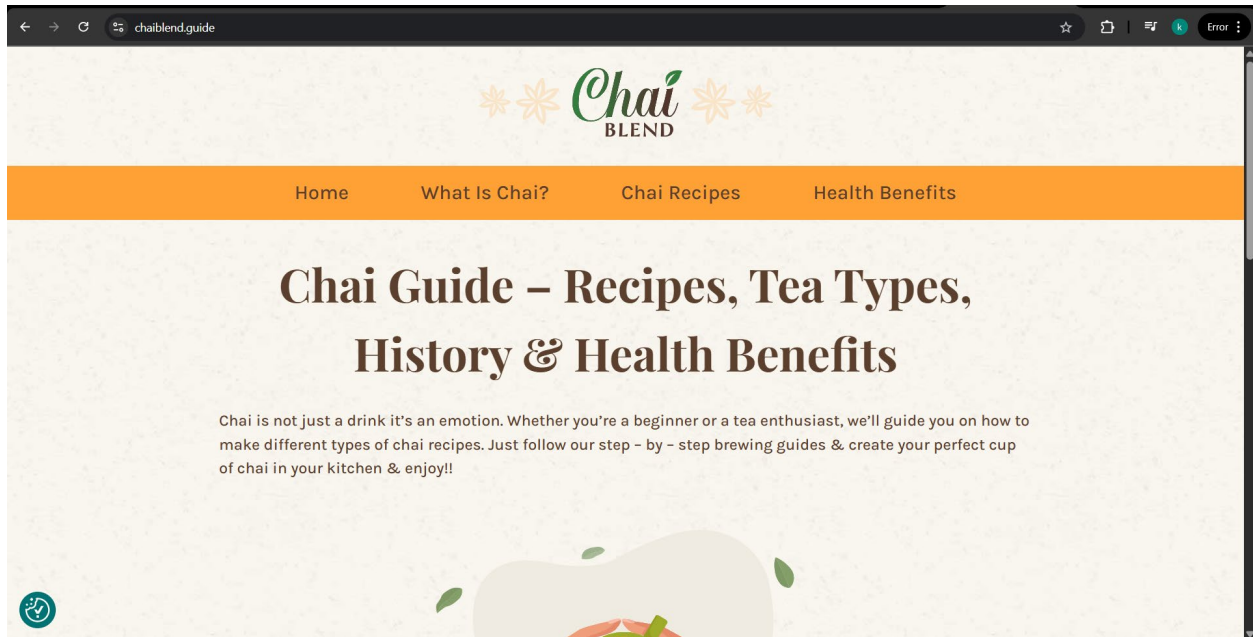 chaiblend.guide
k
Error
Chai
BLEND
Home What Is Chai? Chai Recipes Health Benefits
Chai Guide – Recipes, Tea Types,
History & Health Benefits
Chai is not just a drink it's an emotion. Whether you're a beginner or a tea enthusiast, we'll guide you on how to
make different types of chai recipes. Just follow our step – by – step brewing guides & create your perfect cup
of chai in your kitchen & enjoy!!